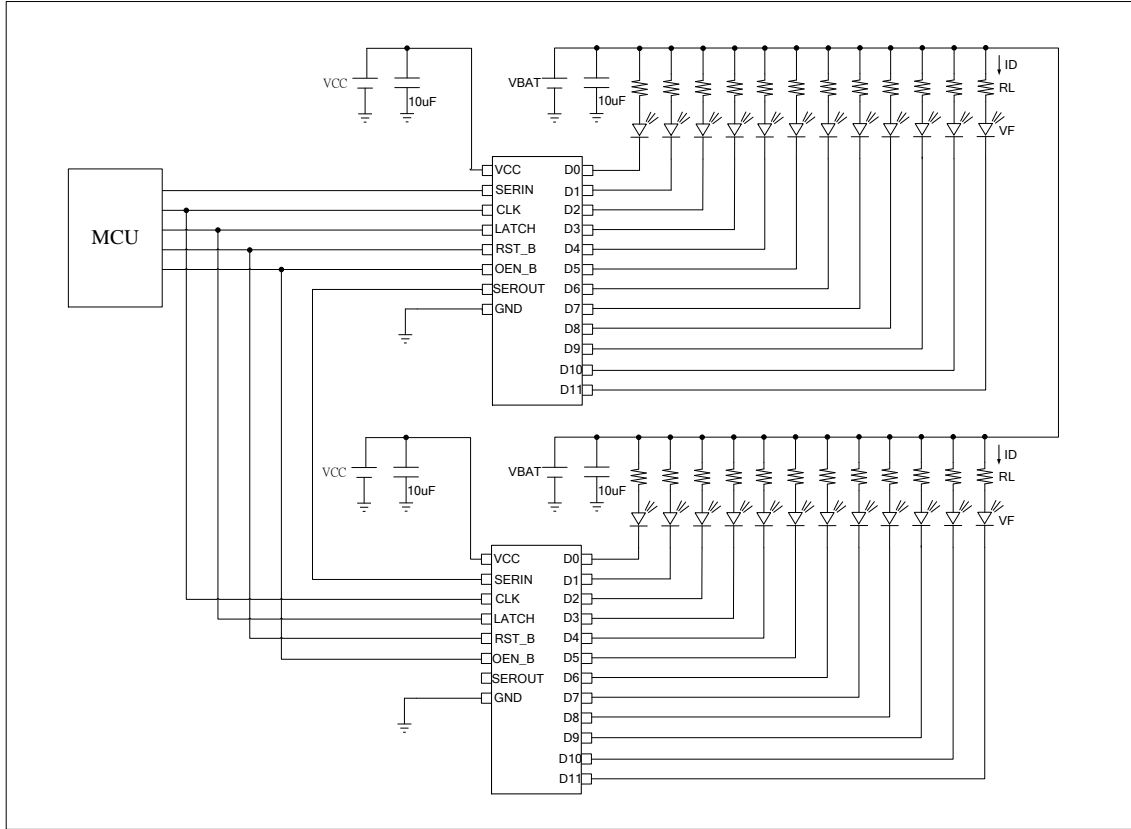 VCC
10uF
VBAT
10uF
ID
RL
VF
MCU
VCC
SERIN
CLK
LATCH
RST_B
OEN_B
SEROUT
GND
D0
D1
D2
D3
D4
D5
D6
D7
D8
D9
D10
D11
VCC
10uF
VBAT
10uF
ID
RL
VF
VCC
SERIN
CLK
LATCH
RST_B
OEN_B
SEROUT
GND
D0
D1
D2
D3
D4
D5
D6
D7
D8
D9
D10
D11